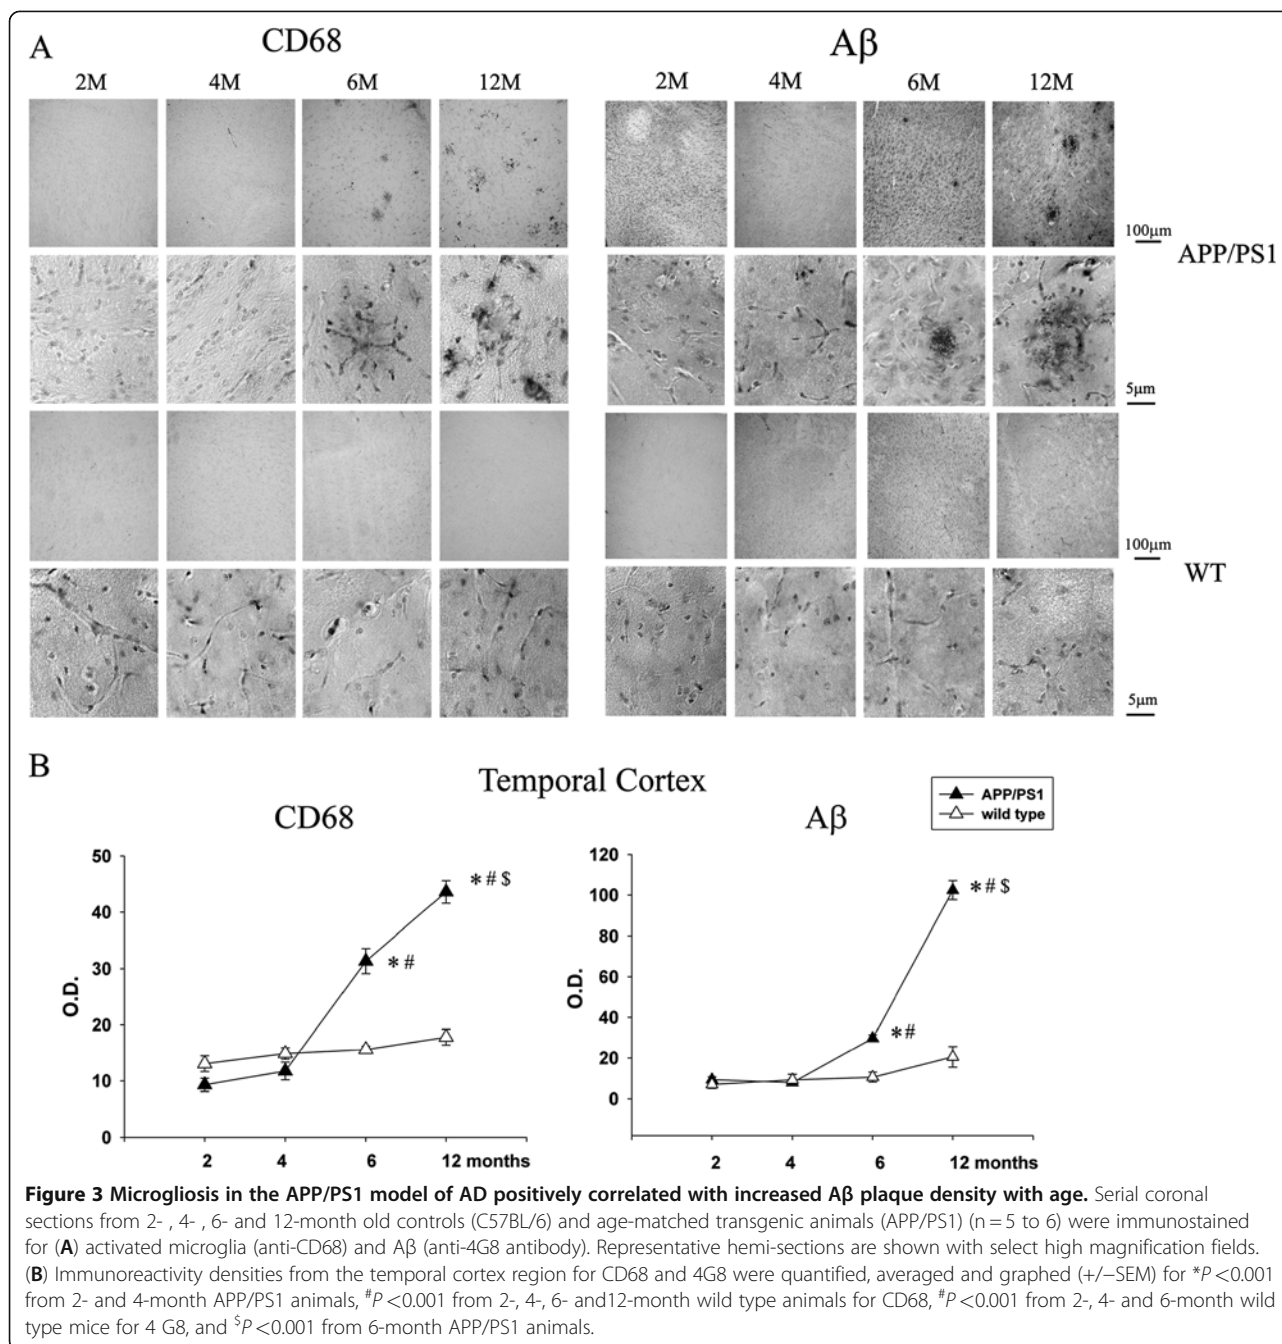 A
CD68
Aβ
2M 4M 6M 12M
2M 4M 6M 12M
100μm
APP/PS1
5μm
100μm
WT
5μm
B
Temporal Cortex
APP/PS1
wild type
CD68
Aβ
50
40
30
20
10
0
O.D.
*#$
*#
2 4 6 12 months
120
100
80
60
40
20
0
O.D.
*#$
*#
2 4 6 12 months
Figure 3 Microgliosis in the APP/PS1 model of AD positively correlated with increased Aβ plaque density with age. Serial coronal
sections from 2- , 4- , 6- and 12-month old controls (C57BL/6) and age-matched transgenic animals (APP/PS1) (n = 5 to 6) were immunostained
for (A) activated microglia (anti-CD68) and Aβ (anti-4G8 antibody). Representative hemi-sections are shown with select high magnification fields.
(B) Immunoreactivity densities from the temporal cortex region for CD68 and 4G8 were quantified, averaged and graphed (+/−SEM) for *P <0.001
from 2- and 4-month APP/PS1 animals, #P <0.001 from 2-, 4-, 6- and12-month wild type animals for CD68, #P <0.001 from 2-, 4- and 6-month wild
type mice for 4 G8, and $P <0.001 from 6-month APP/PS1 animals.